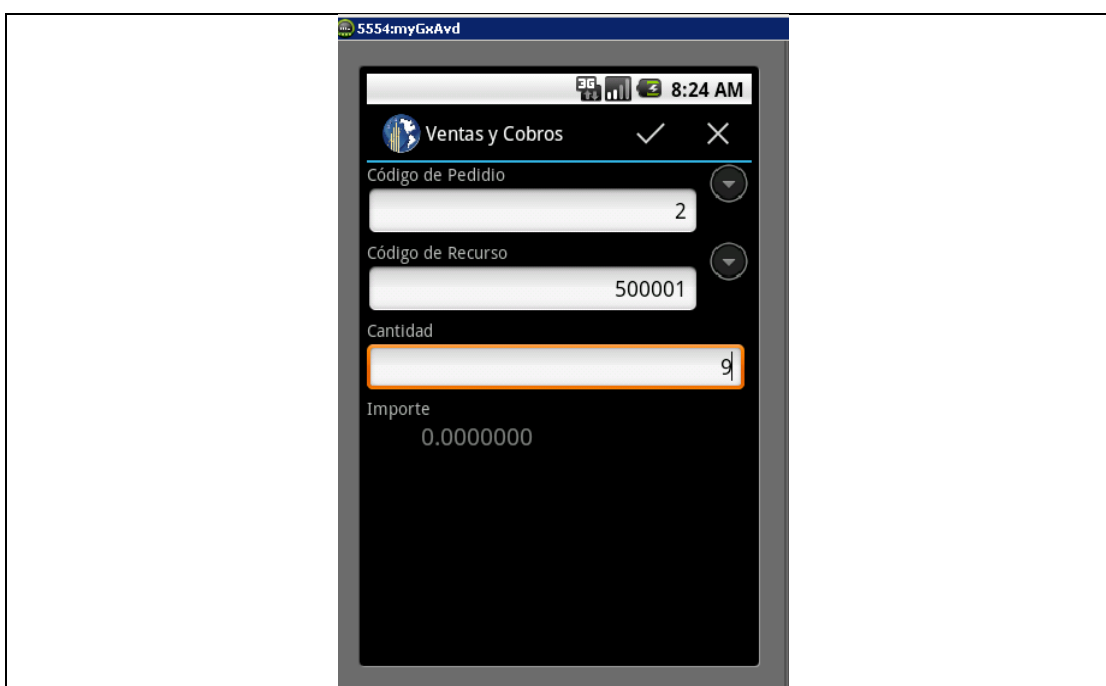 5554:myGxAvd
3G 8:24 AM
Ventas y Cobros
Código de Pedidio
2
Código de Recurso
500001
Cantidad
9
Importe
0.0000000